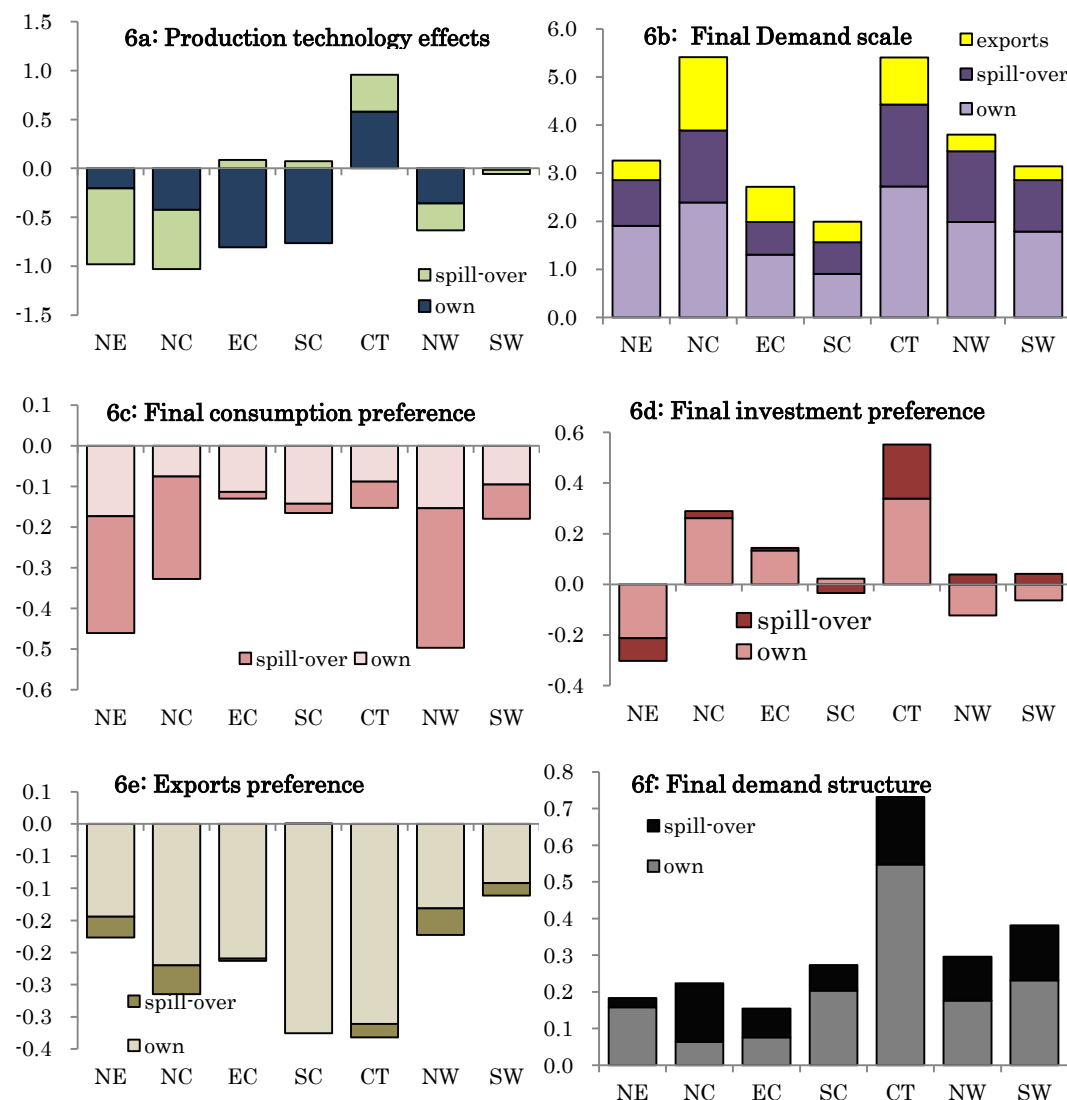 6a: Production technology effects
1.5
1.0
0.5
0.0
-0.5
-1.0
-1.5
spill-over
own
NE NC EC SC CT NW SW
6b: Final Demand scale
6.0
5.0
4.0
3.0
2.0
1.0
0.0
exports
spill-over
own
NE NC EC SC CT NW SW
6c: Final consumption preference
0.1
0.0
-0.1
-0.2
-0.3
-0.4
-0.5
-0.6
spill-over own
NE NC EC SC CT NW SW
6d: Final investment preference
0.6
0.4
0.2
0.0
-0.2
-0.4
spill-over
own
NE NC EC SC CT NW SW
6e: Exports preference
0.1
0.0
-0.1
-0.1
-0.2
-0.2
-0.3
-0.3
-0.4
spill-over
own
NE NC EC SC CT NW SW
6f: Final demand structure
0.8
0.7
0.6
0.5
0.4
0.3
0.2
0.1
0.0
spill-over
own
NE NC EC SC CT NW SW